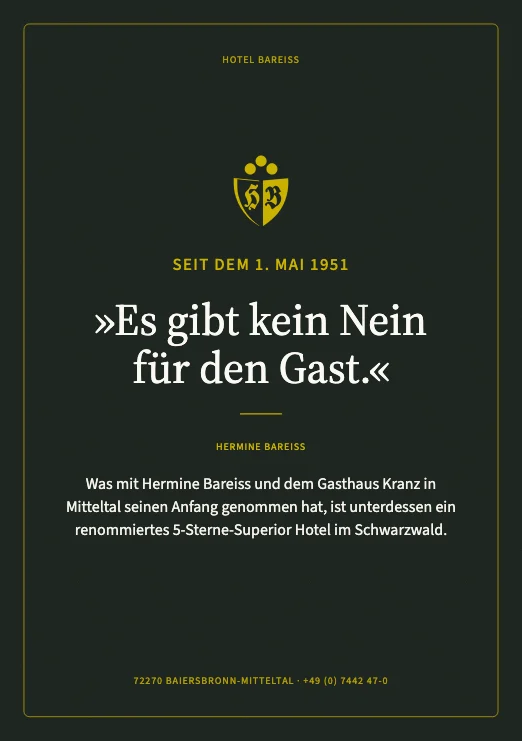 HOTEL BAREISS
HB
SEIT DEM 1. MAI 1951
»Es gibt kein Nein
für den Gast.«
HERMINE BAREISS
Was mit Hermine Bareiss und dem Gasthaus Kranz in
Mitteltal seinen Anfang genommen hat, ist unterdessen ein
renommiertes 5-Sterne-Superior Hotel im Schwarzwald.
72270 BAIERSBRONN-MITTELTAL · +49 (0) 7442 47-0